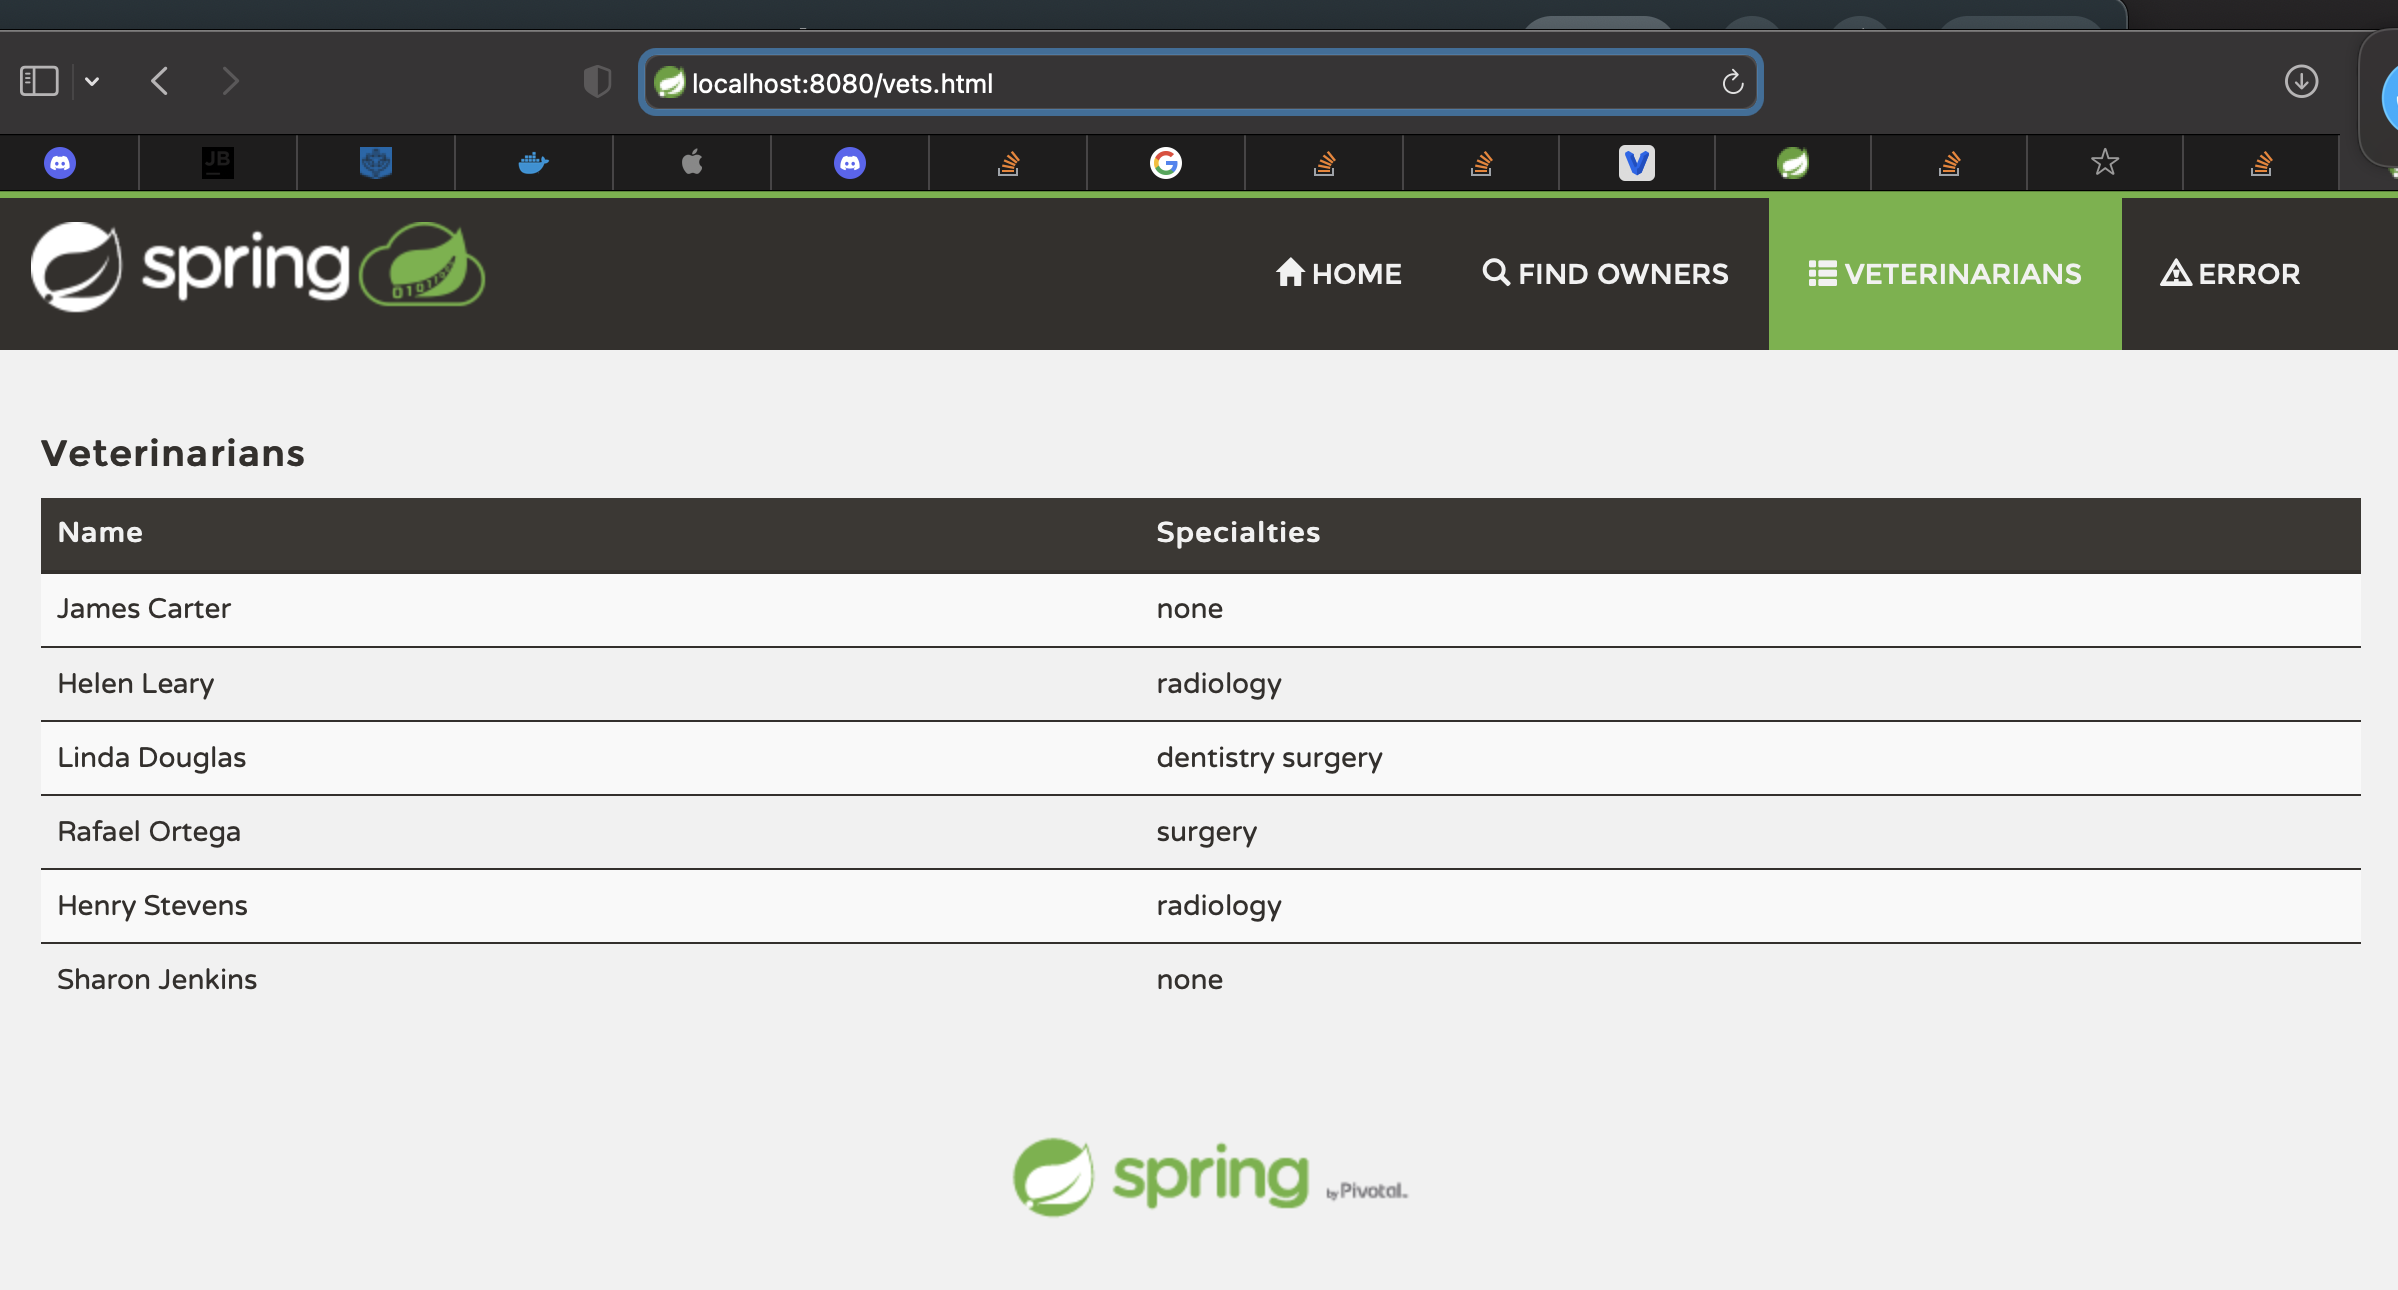 localhost:8080/vets.html
JB
spring
HOME FIND OWNERS VETERINARIANS ERROR
Veterinarians
Name Specialties
James Carter none
Helen Leary radiology
Linda Douglas dentistry surgery
Rafael Ortega surgery
Henry Stevens radiology
Sharon Jenkins none
spring by Pivotal